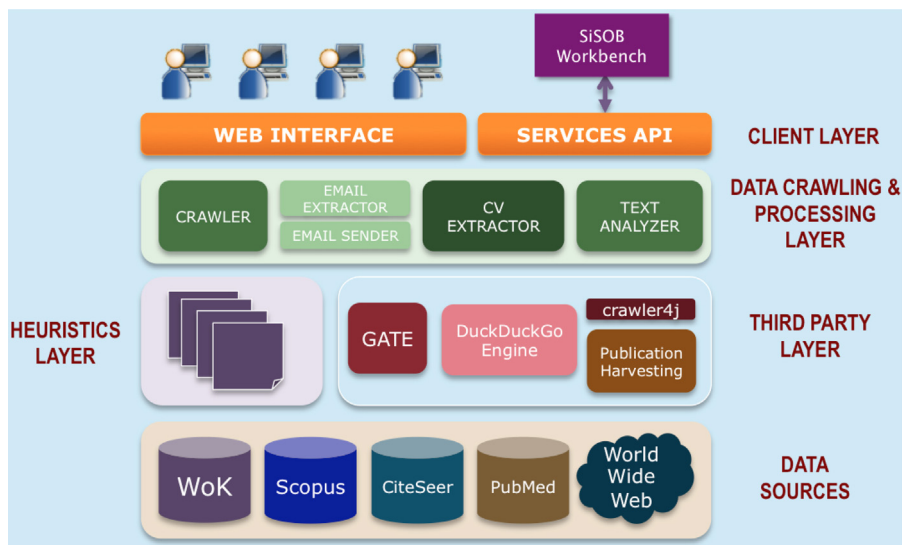 SiSOB
Workbench
WEB INTERFACE
SERVICES API
CLIENT LAYER
CRAWLER
EMAIL
EXTRACTOR
EMAIL SENDER
CV
EXTRACTOR
TEXT
ANALYZER
DATA CRAWLING &
PROCESSING
LAYER
HEURISTICS
LAYER
GATE
DuckDuckGo
Engine
crawler4j
Publication
Harvesting
THIRD PARTY
LAYER
WoK
Scopus
CiteSeer
PubMed
World
Wide
Web
DATA
SOURCES